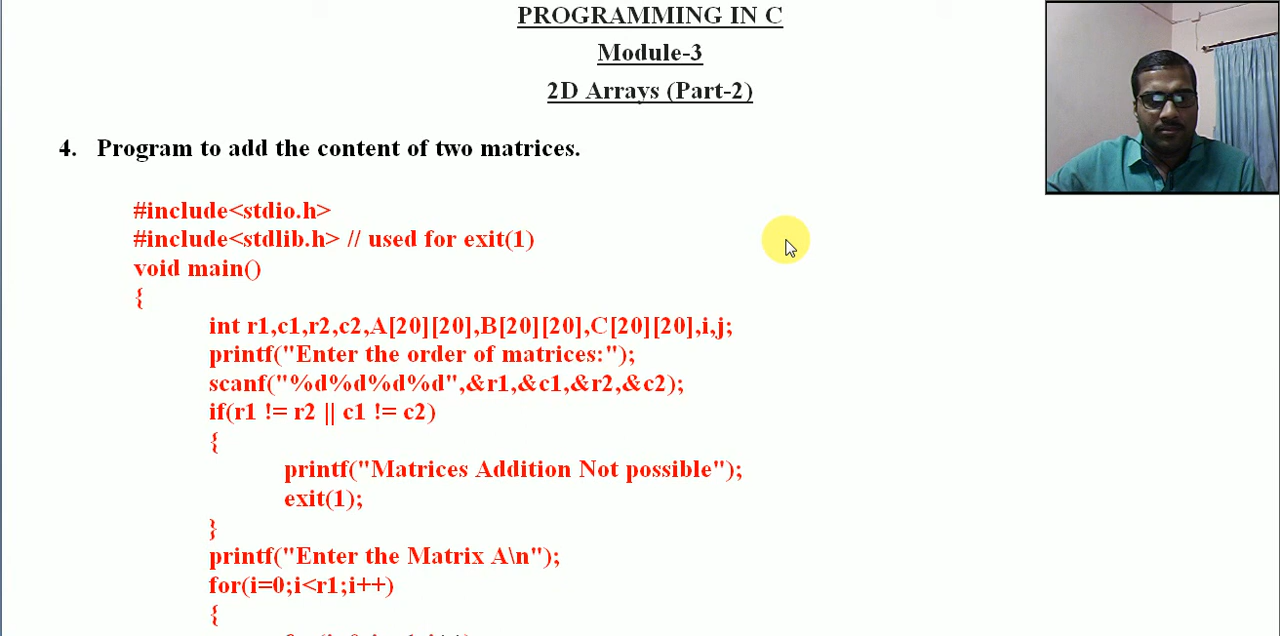 PROGRAMMING IN C
Module-3
2D Arrays (Part-2)
4. Program to add the content of two matrices.
#include<stdio.h>
#include<stdlib.h> // used for exit(1)
void main()
{
int r1,c1,r2,c2,A[20][20],B[20][20],C[20][20],i,j;
printf("Enter the order of matrices:");
scanf("%d%d%d%d",&r1,&c1,&r2,&c2);
if(r1 != r2 || c1 != c2)
{
printf("Matrices Addition Not possible");
exit(1);
}
printf("Enter the Matrix A\n");
for(i=0;i<r1;i++)
{